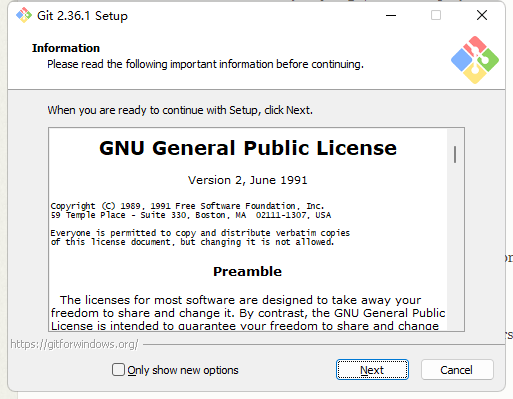 Git 2.36.1 Setup
Information
Please read the following important information before continuing.
When you are ready to continue with Setup, click Next.
GNU General Public License
Version 2, June 1991
Copyright (C) 1989, 1991 Free Software Foundation, Inc.
59 Temple Place - Suite 330, Boston, MA  02111-1307, USA
Everyone is permitted to copy and distribute verbatim copies
of this license document, but changing it is not allowed.
Preamble
The licenses for most software are designed to take away your
freedom to share and change it. By contrast, the GNU General Public
License is intended to guarantee your freedom to share and change
https://gitforwindows.org/
Only show new options
Next
Cancel